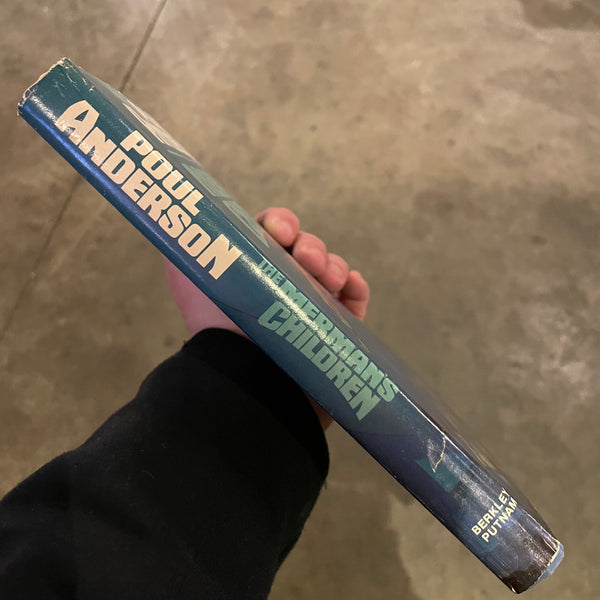 POUL
ANDERSON
THE MERMAN'S
CHILDREN
BERKLEY
PUTNAM